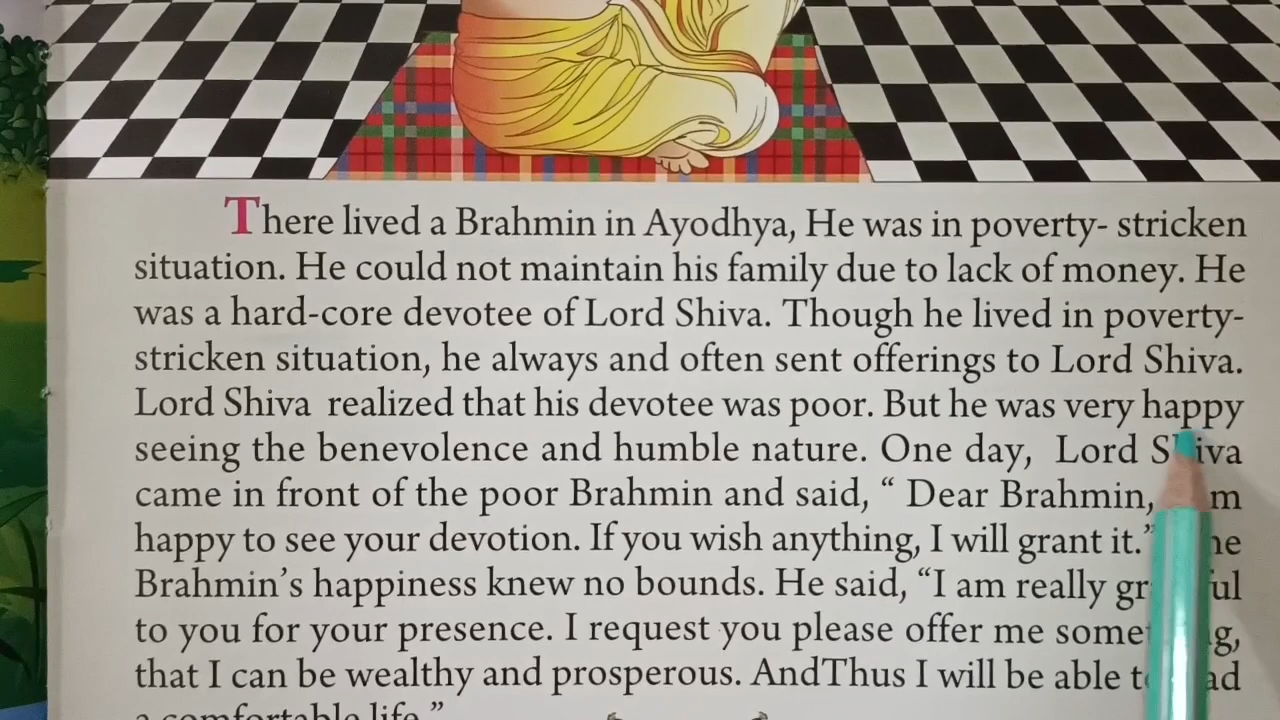 There lived a Brahmin in Ayodhya, He was in poverty- stricken
situation. He could not maintain his family due to lack of money. He
was a hard-core devotee of Lord Shiva. Though he lived in poverty-
stricken situation, he always and often sent offerings to Lord Shiva.
Lord Shiva realized that his devotee was poor. But he was very happy
seeing the benevolence and humble nature. One day, Lord Shiva
came in front of the poor Brahmin and said, “ Dear Brahmin,
happy to see your devotion. If you wish anything, I will grant it.”
Brahmin’s happiness knew no bounds. He said, “I am really
to you for your presence. I request you please offer me
that I can be wealthy and prosperous. AndThus I will be able
a comfortable life.”